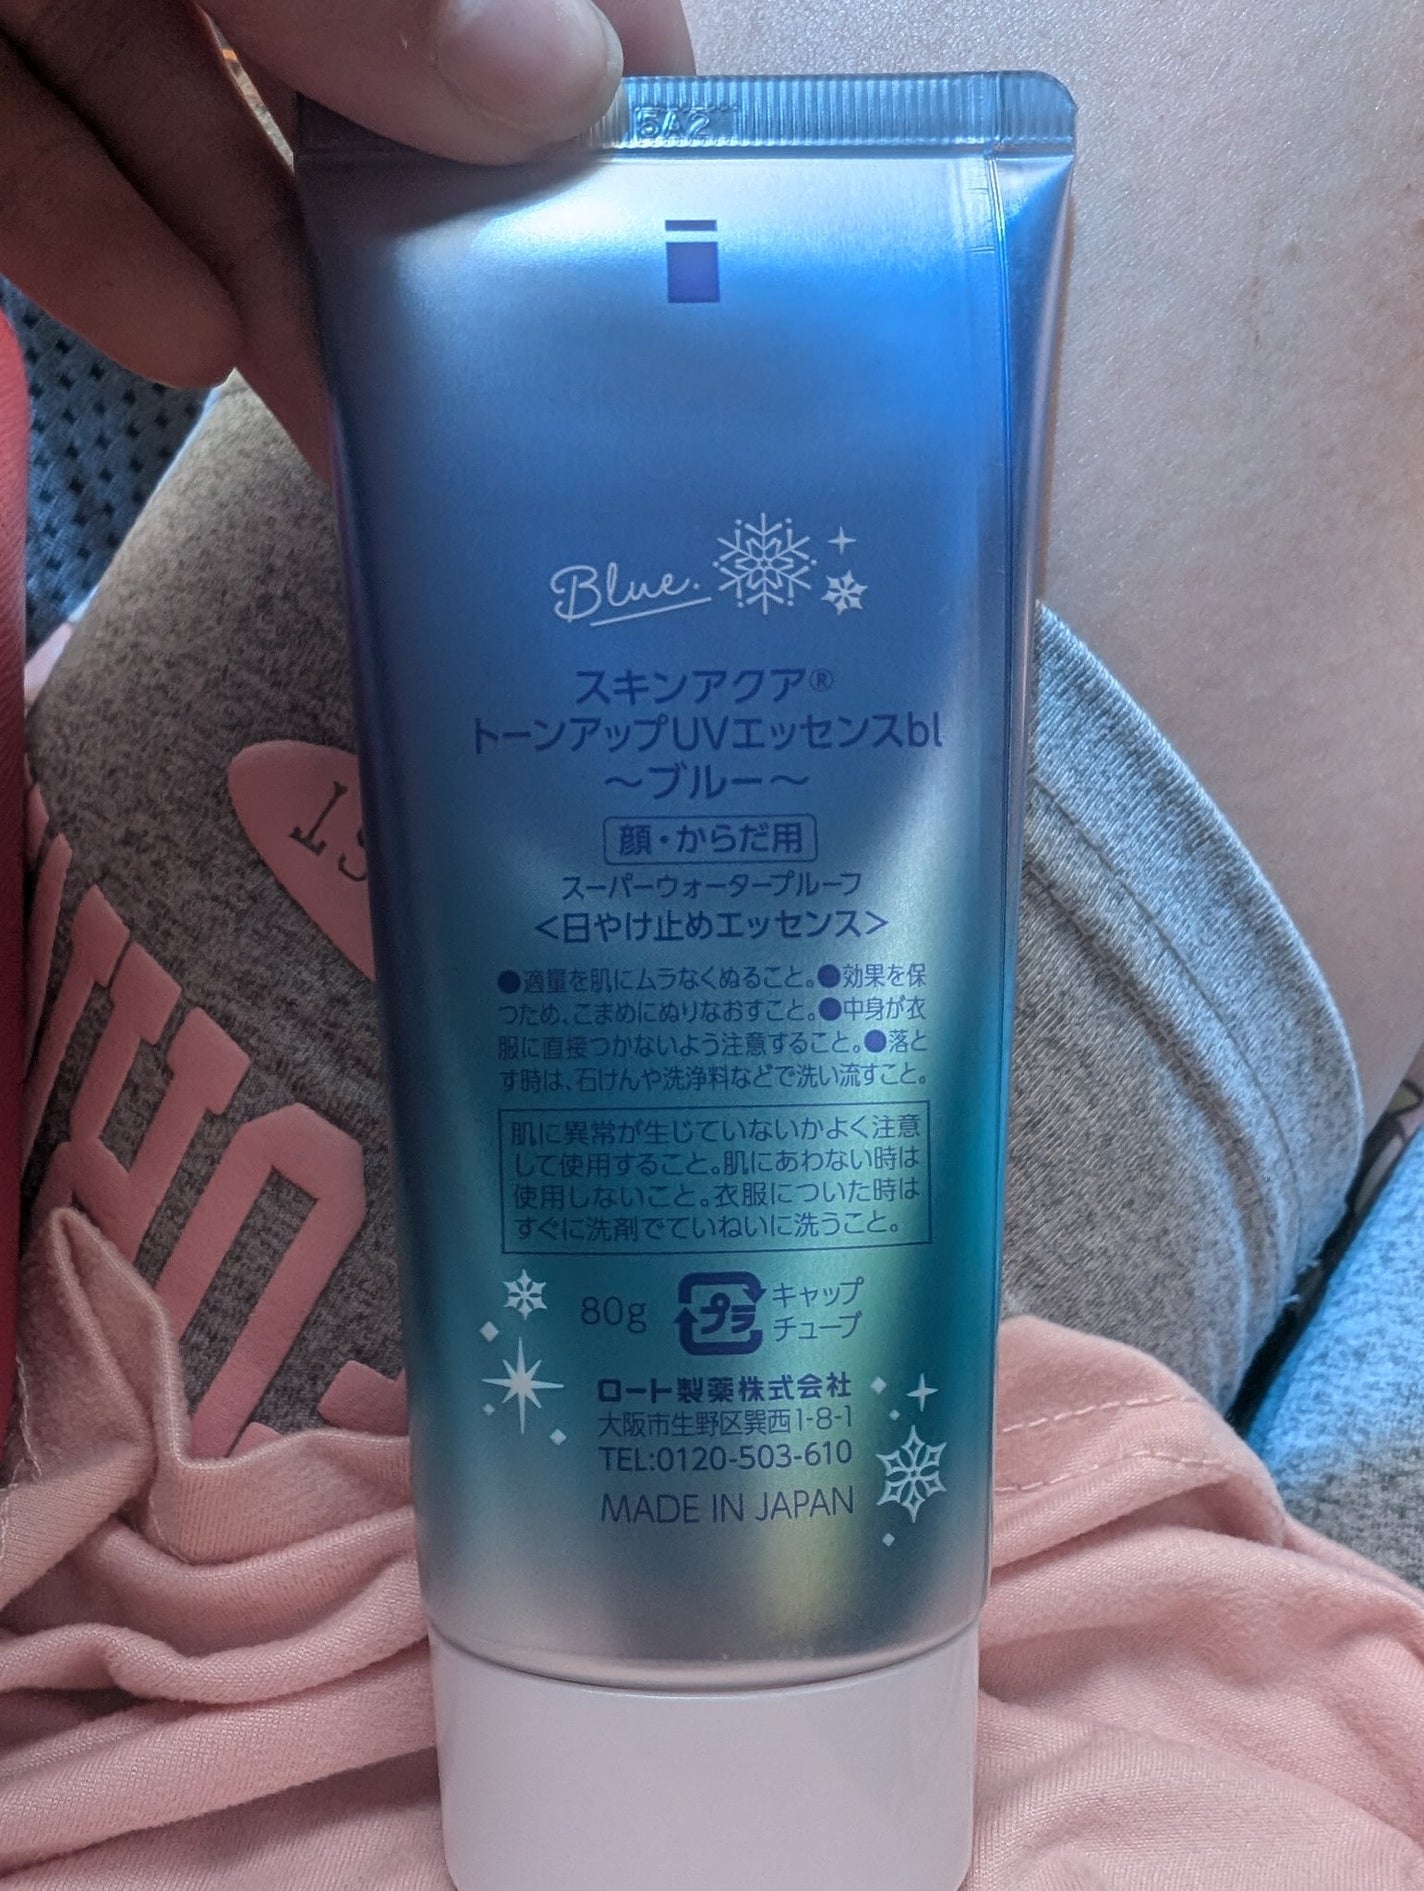 5A2
Blue.
スキンアクア®
トーンアップUVエッセンスbl
～ブルー～
顔・からだ用
スーパーウォータープルーフ
<日やけ止めエッセンス>
●適量を肌にムラなくぬること。●効果を保
つため、こまめにぬりなおすこと。●中身が衣
服に直接つかないよう注意すること。●落と
す時は、石けんや洗浄料などで洗い流すこと。
肌に異常が生じていないかよく注意
して使用すること。肌にあわない時は
使用しないこと。衣服についた時は
すぐに洗剤でていねいに洗うこと。
80g
プラ
キャップ
チューブ
ロート製薬株式会社
大阪市生野区巽西1-8-1
TEL:0120-503-610
MADE IN JAPAN